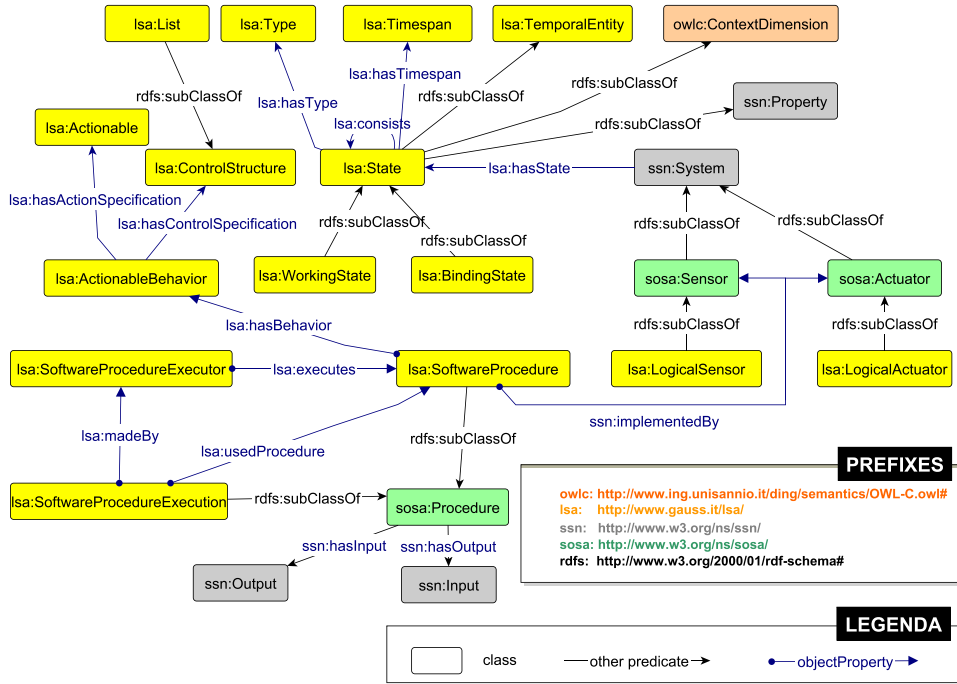 lsa:List
lsa:Type
lsa:Timespan
lsa:TemporalEntity
owlc:ContextDimension
lsa:hasTimespan
rdfs:subClassOf
rdfs:subClassOf
rdfs:subClassOf
lsa:hasType
ssn:Property
lsa:Actionable
lsa:consists
rdfs:subClassOf
lsa:ControlStructure
lsa:State
lsa:hasState
ssn:System
lsa:hasActionSpecification
lsa:hasControlSpecification
rdfs:subClassOf
rdfs:subClassOf
rdfs:subClassOf
rdfs:subClassOf
lsa:ActionableBehavior
lsa:WorkingState
lsa:BindingState
sosa:Sensor
sosa:Actuator
lsa:hasBehavior
rdfs:subClassOf
rdfs:subClassOf
lsa:SoftwareProcedureExecutor
lsa:executes
lsa:SoftwareProcedure
lsa:LogicalSensor
lsa:LogicalActuator
ssn:implementedBy
lsa:madeBy
lsa:usedProcedure
rdfs:subClassOf
lsa:SoftwareProcedureExecution
rdfs:subClassOf
sosa:Procedure
ssn:hasInput
ssn:hasOutput
ssn:Output
ssn:Input
PREFIXES
owlc: http://www.ing.unisannio.it/ding/semantics/OWL-C.owl#
lsa: http://www.gauss.it/lsa/
ssn: http://www.w3.org/ns/ssn/
sosa: http://www.w3.org/ns/sosa/
rdfs: http://www.w3.org/2000/01/rdf-schema#
LEGENDA
class
other predicate
objectProperty